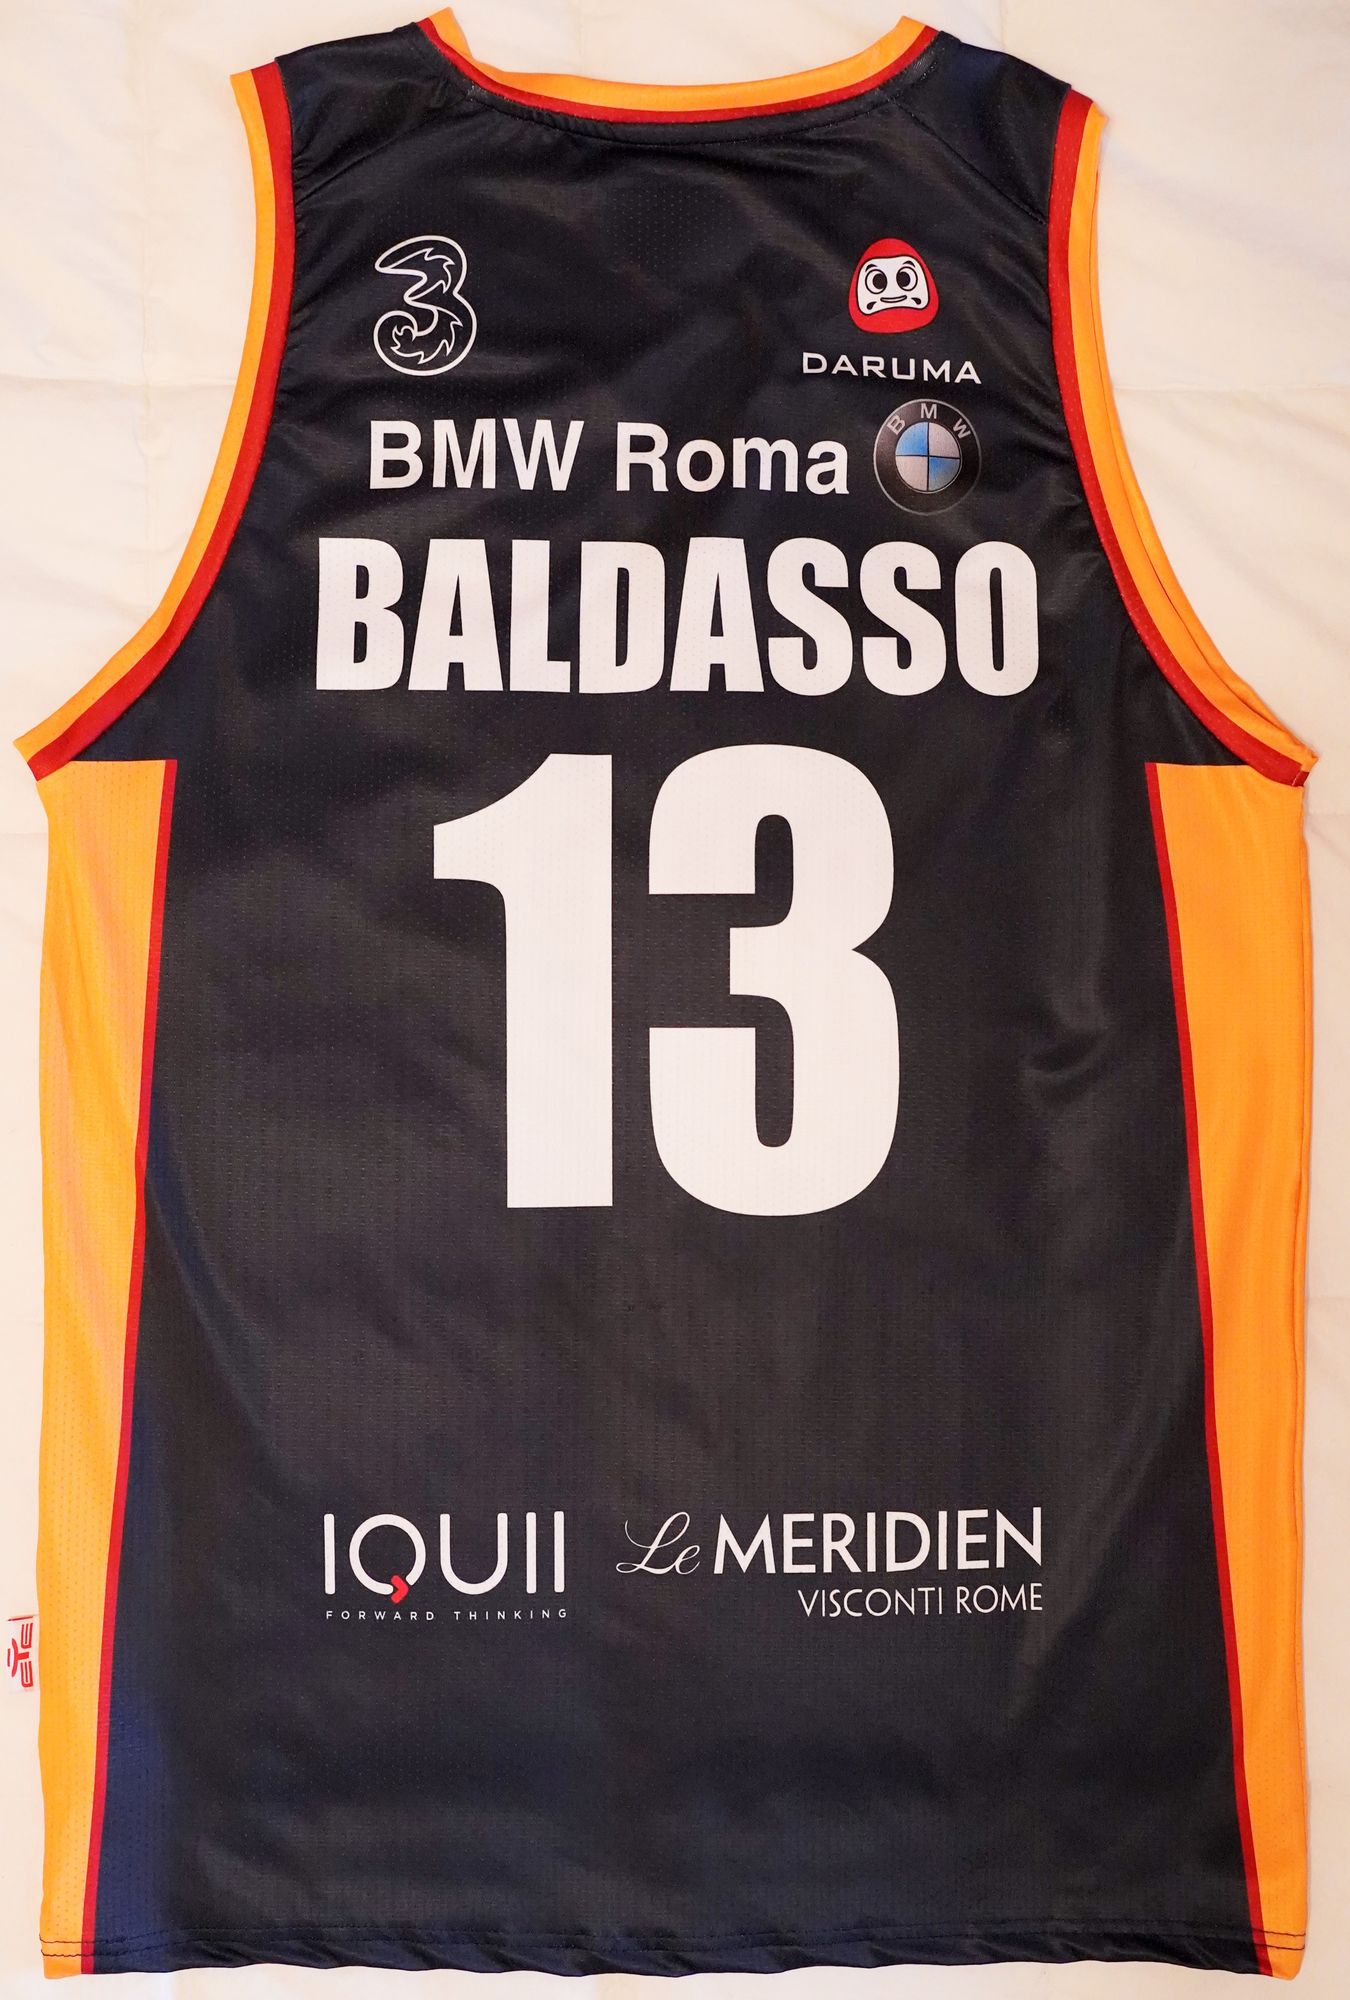 3
DARUMA
BMW Roma
BMW
BALDASSO
13
IQUII
FORWARD THINKING
Le MERIDIEN
VISCONTI ROME